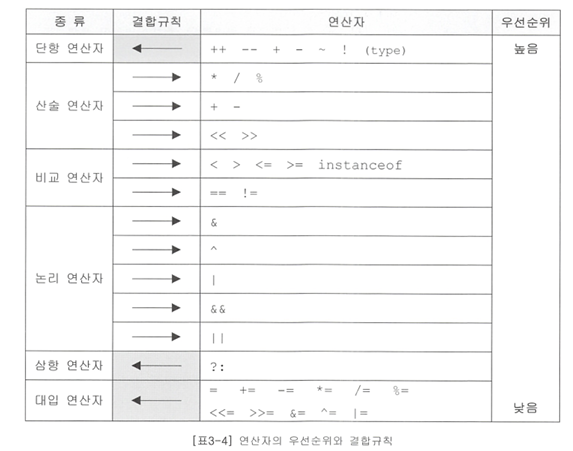 종 류 결합규칙 연산자 우선순위
단항 연산자 ++ -- + - ~ ! (type) 높음
* / %
산술 연산자 + -
<< >>
비교 연산자 < > <= >= instanceof
== !=
&
^
논리 연산자 |
&&
||
삼항 연산자 ?:
대입 연산자 = += -= *= /= %=
<<= >>= &= ^= |= 낮음
[표3-4] 연산자의 우선순위와 결합규칙